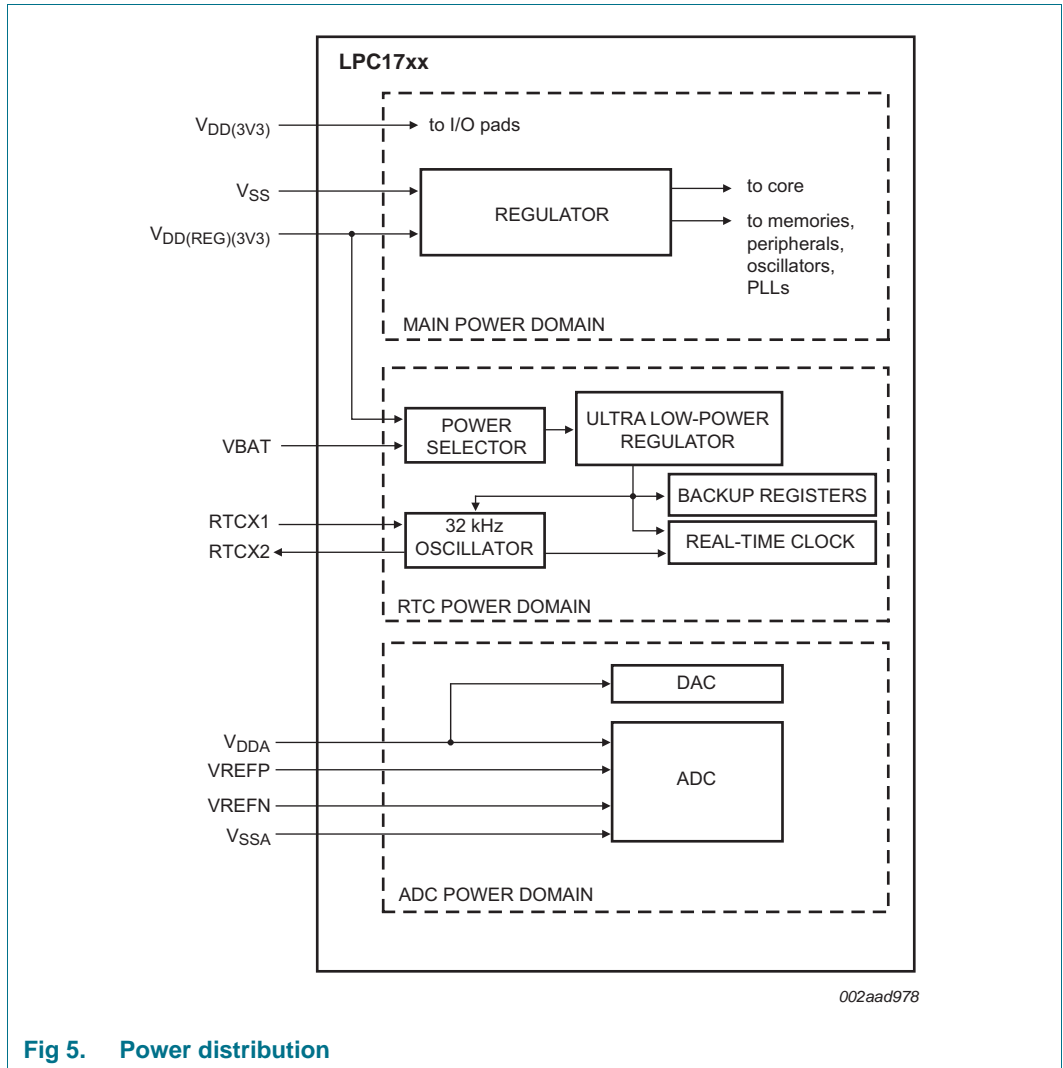 LPC17xx
VDD(3V3)
to I/O pads
VSS
REGULATOR
to core
VDD(REG)(3V3)
to memories,
peripherals,
oscillators,
PLLs
MAIN POWER DOMAIN
POWER
SELECTOR
ULTRA LOW-POWER
REGULATOR
VBAT
BACKUP REGISTERS
RTCX1
32 kHz
OSCILLATOR
REAL-TIME CLOCK
RTCX2
RTC POWER DOMAIN
DAC
VDDA
VREFP
ADC
VREFN
VSSA
ADC POWER DOMAIN
002aad978
Fig 5. Power distribution